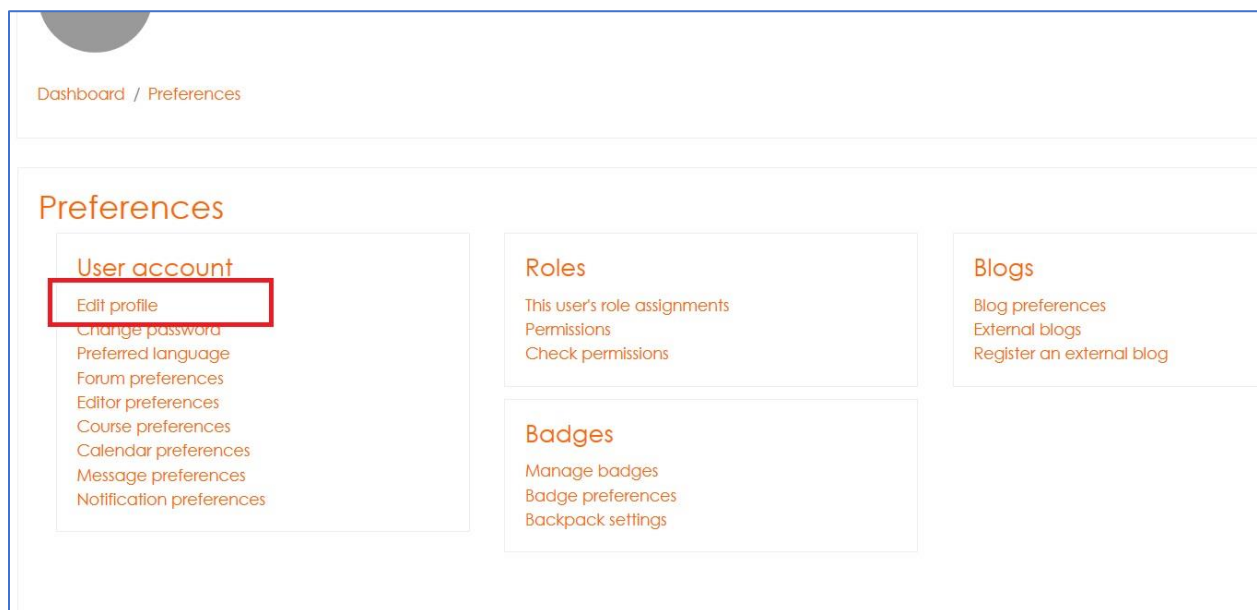 Dashboard / Preferences
Preferences
User account
Edit profile
Change password
Preferred language
Forum preferences
Editor preferences
Course preferences
Calendar preferences
Message preferences
Notification preferences
Roles
This user's role assignments
Permissions
Check permissions
Badges
Manage badges
Badge preferences
Backpack settings
Blogs
Blog preferences
External blogs
Register an external blog